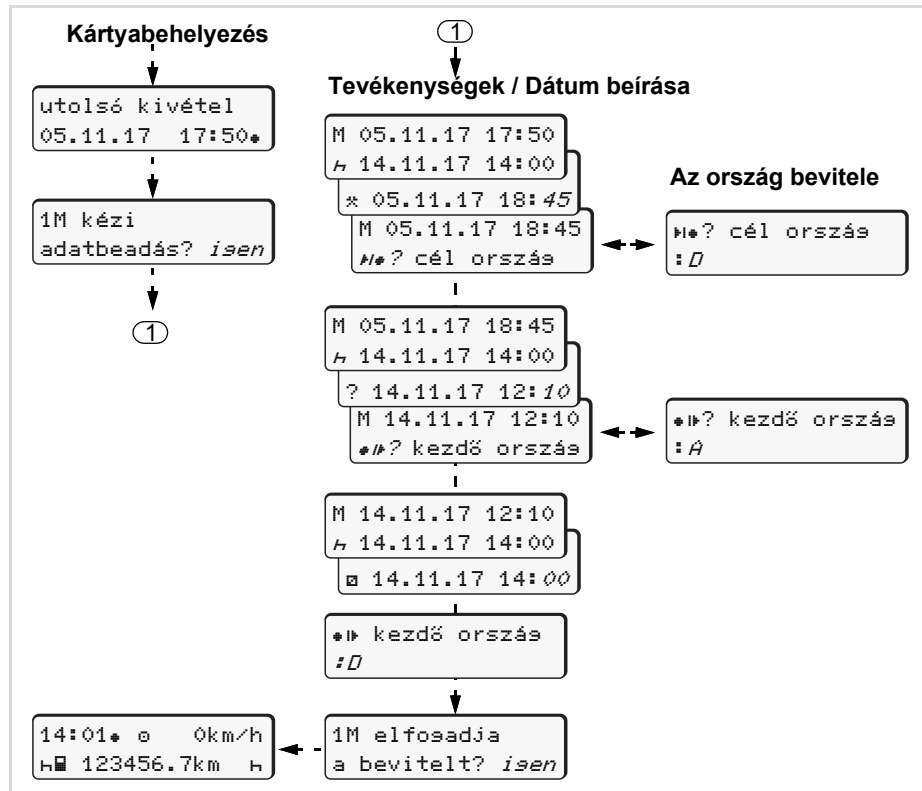 Kártyabehelyezés
utolsó kivétel
05.11.17 17:50
1M kézi
adatbeadás? igen
1
1
Tevékenységek / Dátum beírása
M 05.11.17 17:50
14.11.17 14:00
05.11.17 18:45
M 05.11.17 18:45
? cél ország
Az ország bevitele
? cél ország
:D
M 05.11.17 18:45
14.11.17 14:00
? 14.11.17 12:10
M 14.11.17 12:10
? kezdő ország
? kezdő ország
:A
M 14.11.17 12:10
14.11.17 14:00
14.11.17 14:00
kezdő ország
:D
1M elfogadja
a bevitelt? igen
14:01 0km/h
123456.7km